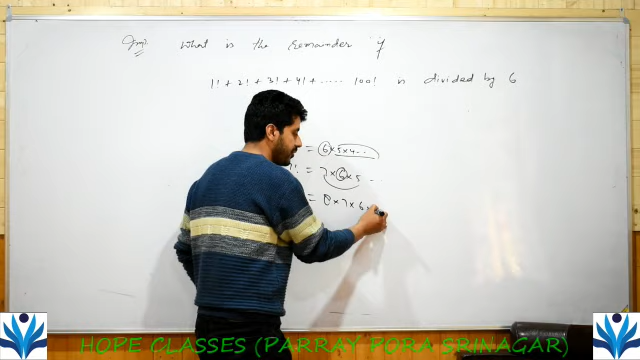 What is the remainder if
1! + 2! + 3! + 4! + ..... 100! is divided by 6
= 6 × 5 × 4 ...
7!: = 7 × 6 × 5 ...
= 8 × 7 × 6 ×
HOPE CLASSES (PARRAY PORA SRINAGAR)